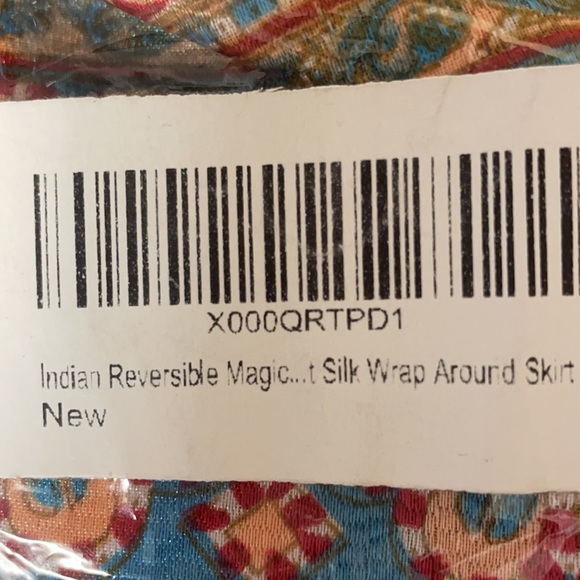 X000QRTPD1
Indian Reversible Magic...t Silk Wrap Around Skirt
New